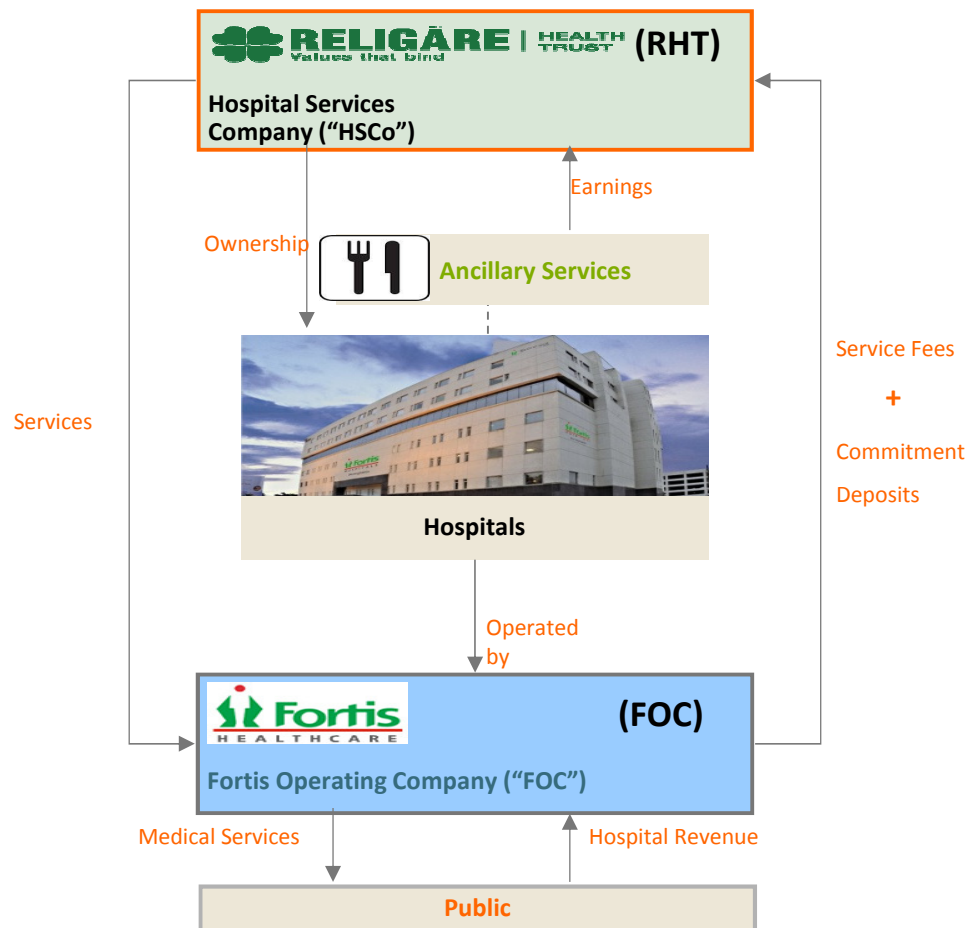 RELIGARE | HEALTH TRUST (RHT)
Values that bind
Hospital Services
Company (“HSCo”)
Earnings
Ownership
Ancillary Services
Service Fees
+
Commitment
Deposits
Services
Fortis
Hospitals
Operated
by
Fortis
HEALTHCARE
(FOC)
Fortis Operating Company (“FOC”)
Medical Services
Hospital Revenue
Public